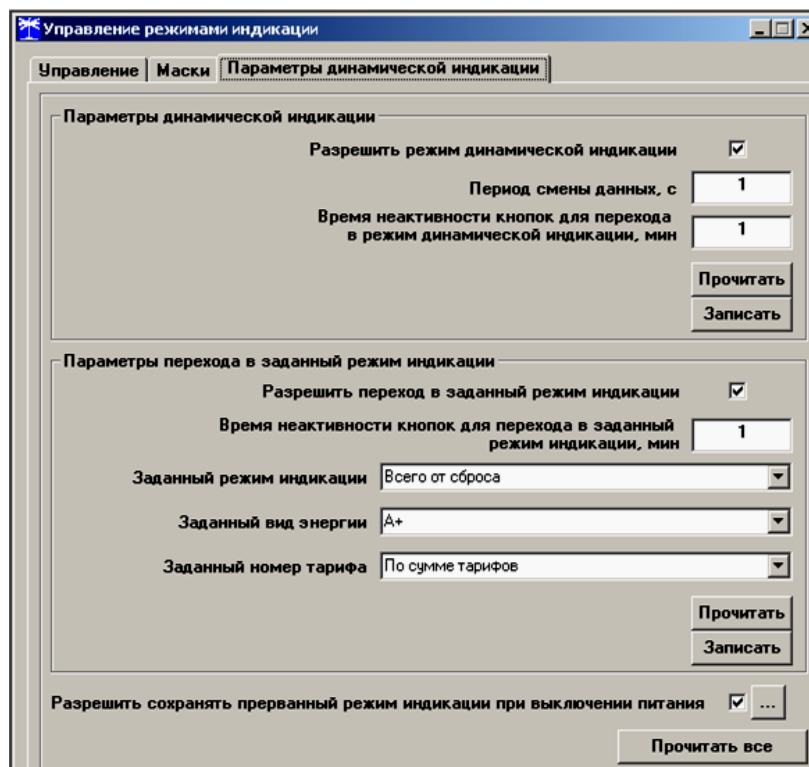 Управление режимами индикации
Управление Маски Параметры динамической индикации
Параметры динамической индикации
Разрешить режим динамической индикации
Период смены данных, с 1
Время неактивности кнопок для перехода
в режим динамической индикации, мин 1
Прочитать
Записать
Параметры перехода в заданный режим индикации
Разрешить переход в заданный режим индикации
Время неактивности кнопок для перехода в заданный
режим индикации, мин 1
Заданный режим индикации Всего от сброса
Заданный вид энергии А+
Заданный номер тарифа По сумме тарифов
Прочитать
Записать
Разрешить сохранять прерванный режим индикации при выключении питания ...
Прочитать все